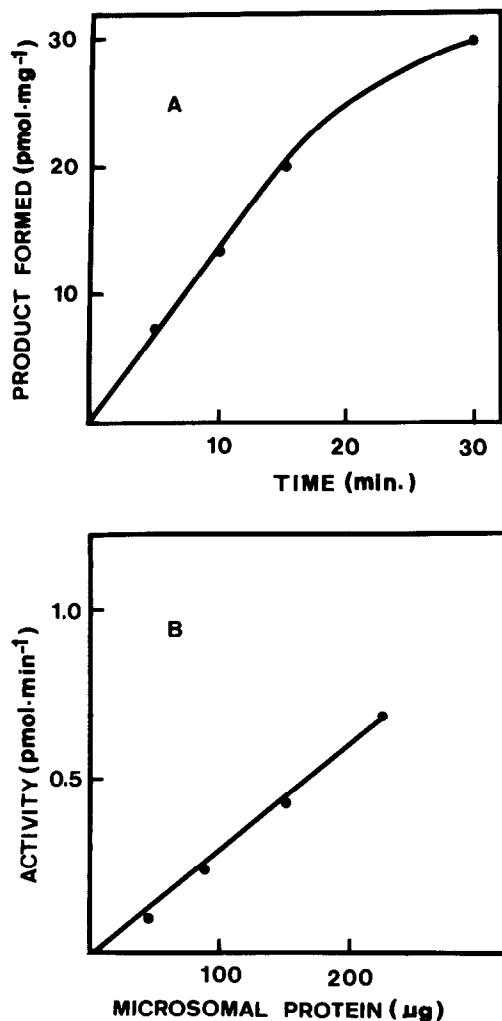 30
A
20
10
PRODUCT FORMED (pmol·mg⁻¹)
10 20 30
TIME (min.)
1.0
B
0.5
ACTIVITY (pmol·min⁻¹)
100 200
MICROSOMAL PROTEIN (µg)